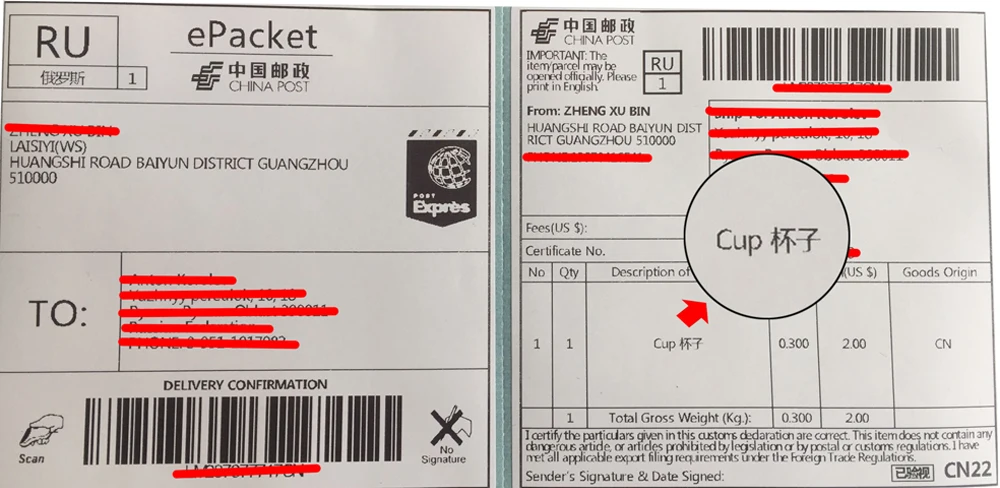 RU
俄罗斯
1
ePacket
中国邮政
CHINA POST
LAISIYI(WS)
HUANGSHI ROAD BAIYUN DISTRICT GUANGZHOU
510000
POST
Exprès
TO:
DELIVERY CONFIRMATION
Scan
No
Signature
中国邮政
CHINA POST
IMPORTANT: The
item/parcel may be
opened officially. Please
print in English.
RU
1
From: ZHENG XU BIN
HUANGSHI ROAD BAIYUN DIST
RICT GUANGZHOU 510000
Fees(US $):
Certificate No.
Cup 杯子
No Qty Description of (US $) Goods Origin
1 1 Cup 杯子 0.300 2.00 CN
1 Total Gross Weight (Kg.): 0.300 2.00
I certify the particulars given in this customs declaration are correct. This item does not contain any
dangerous article, or articles prohibited by legislation or by postal or customs regulations. I have
met all applicable export filing requirements under the Foreign Trade Regulations.
Sender's Signature & Date Signed:
已验视
CN22